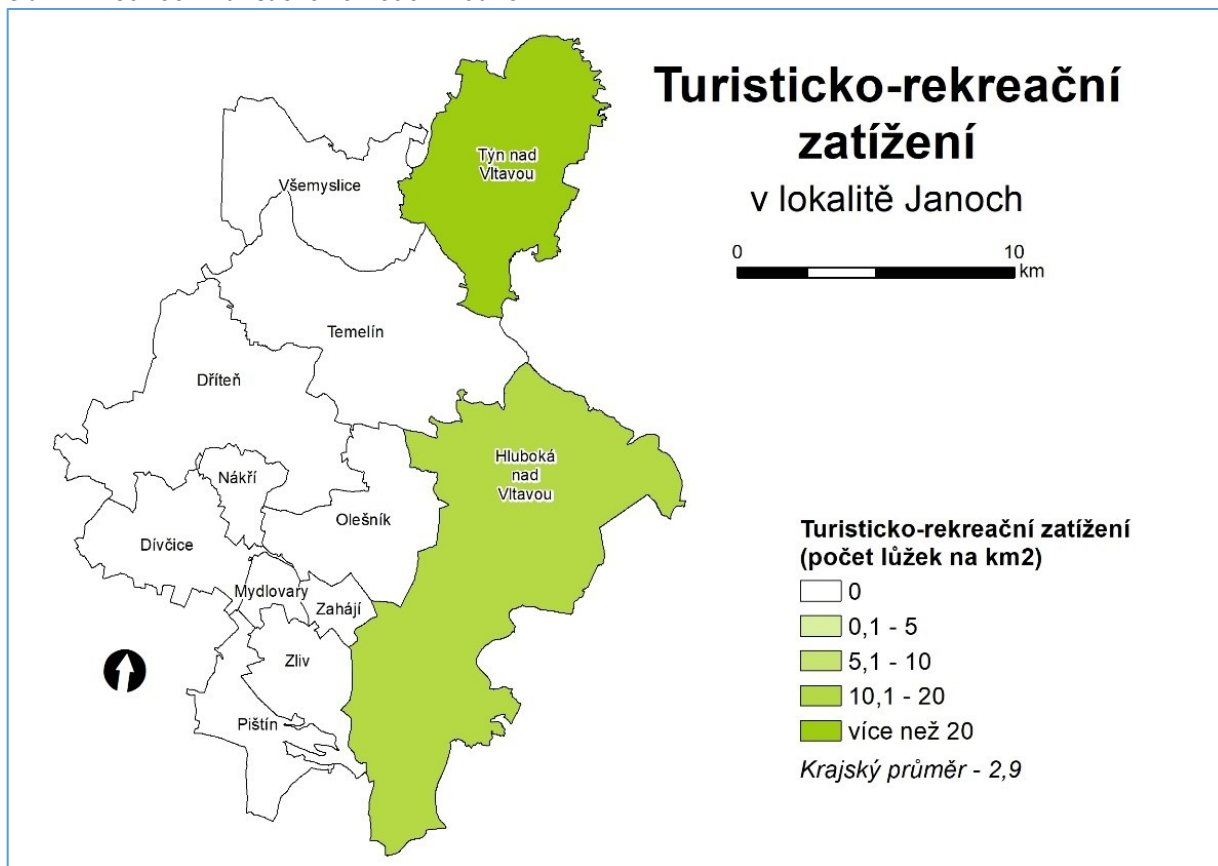 Turisticko-rekreační
zatížení
v lokalitě Janoch
0 10
km
Týn nad
Vltavou
Všemyslice
Temelín
Dříteň
Hluboká
nad
Vltavou
Nákří
Olešník
Dívčice
Mydlovary
Zahájí
Zliv
Pištín
Turisticko-rekreační zatížení
(počet lůžek na km2)
0
0,1 - 5
5,1 - 10
10,1 - 20
více než 20
Krajský průměr - 2,9